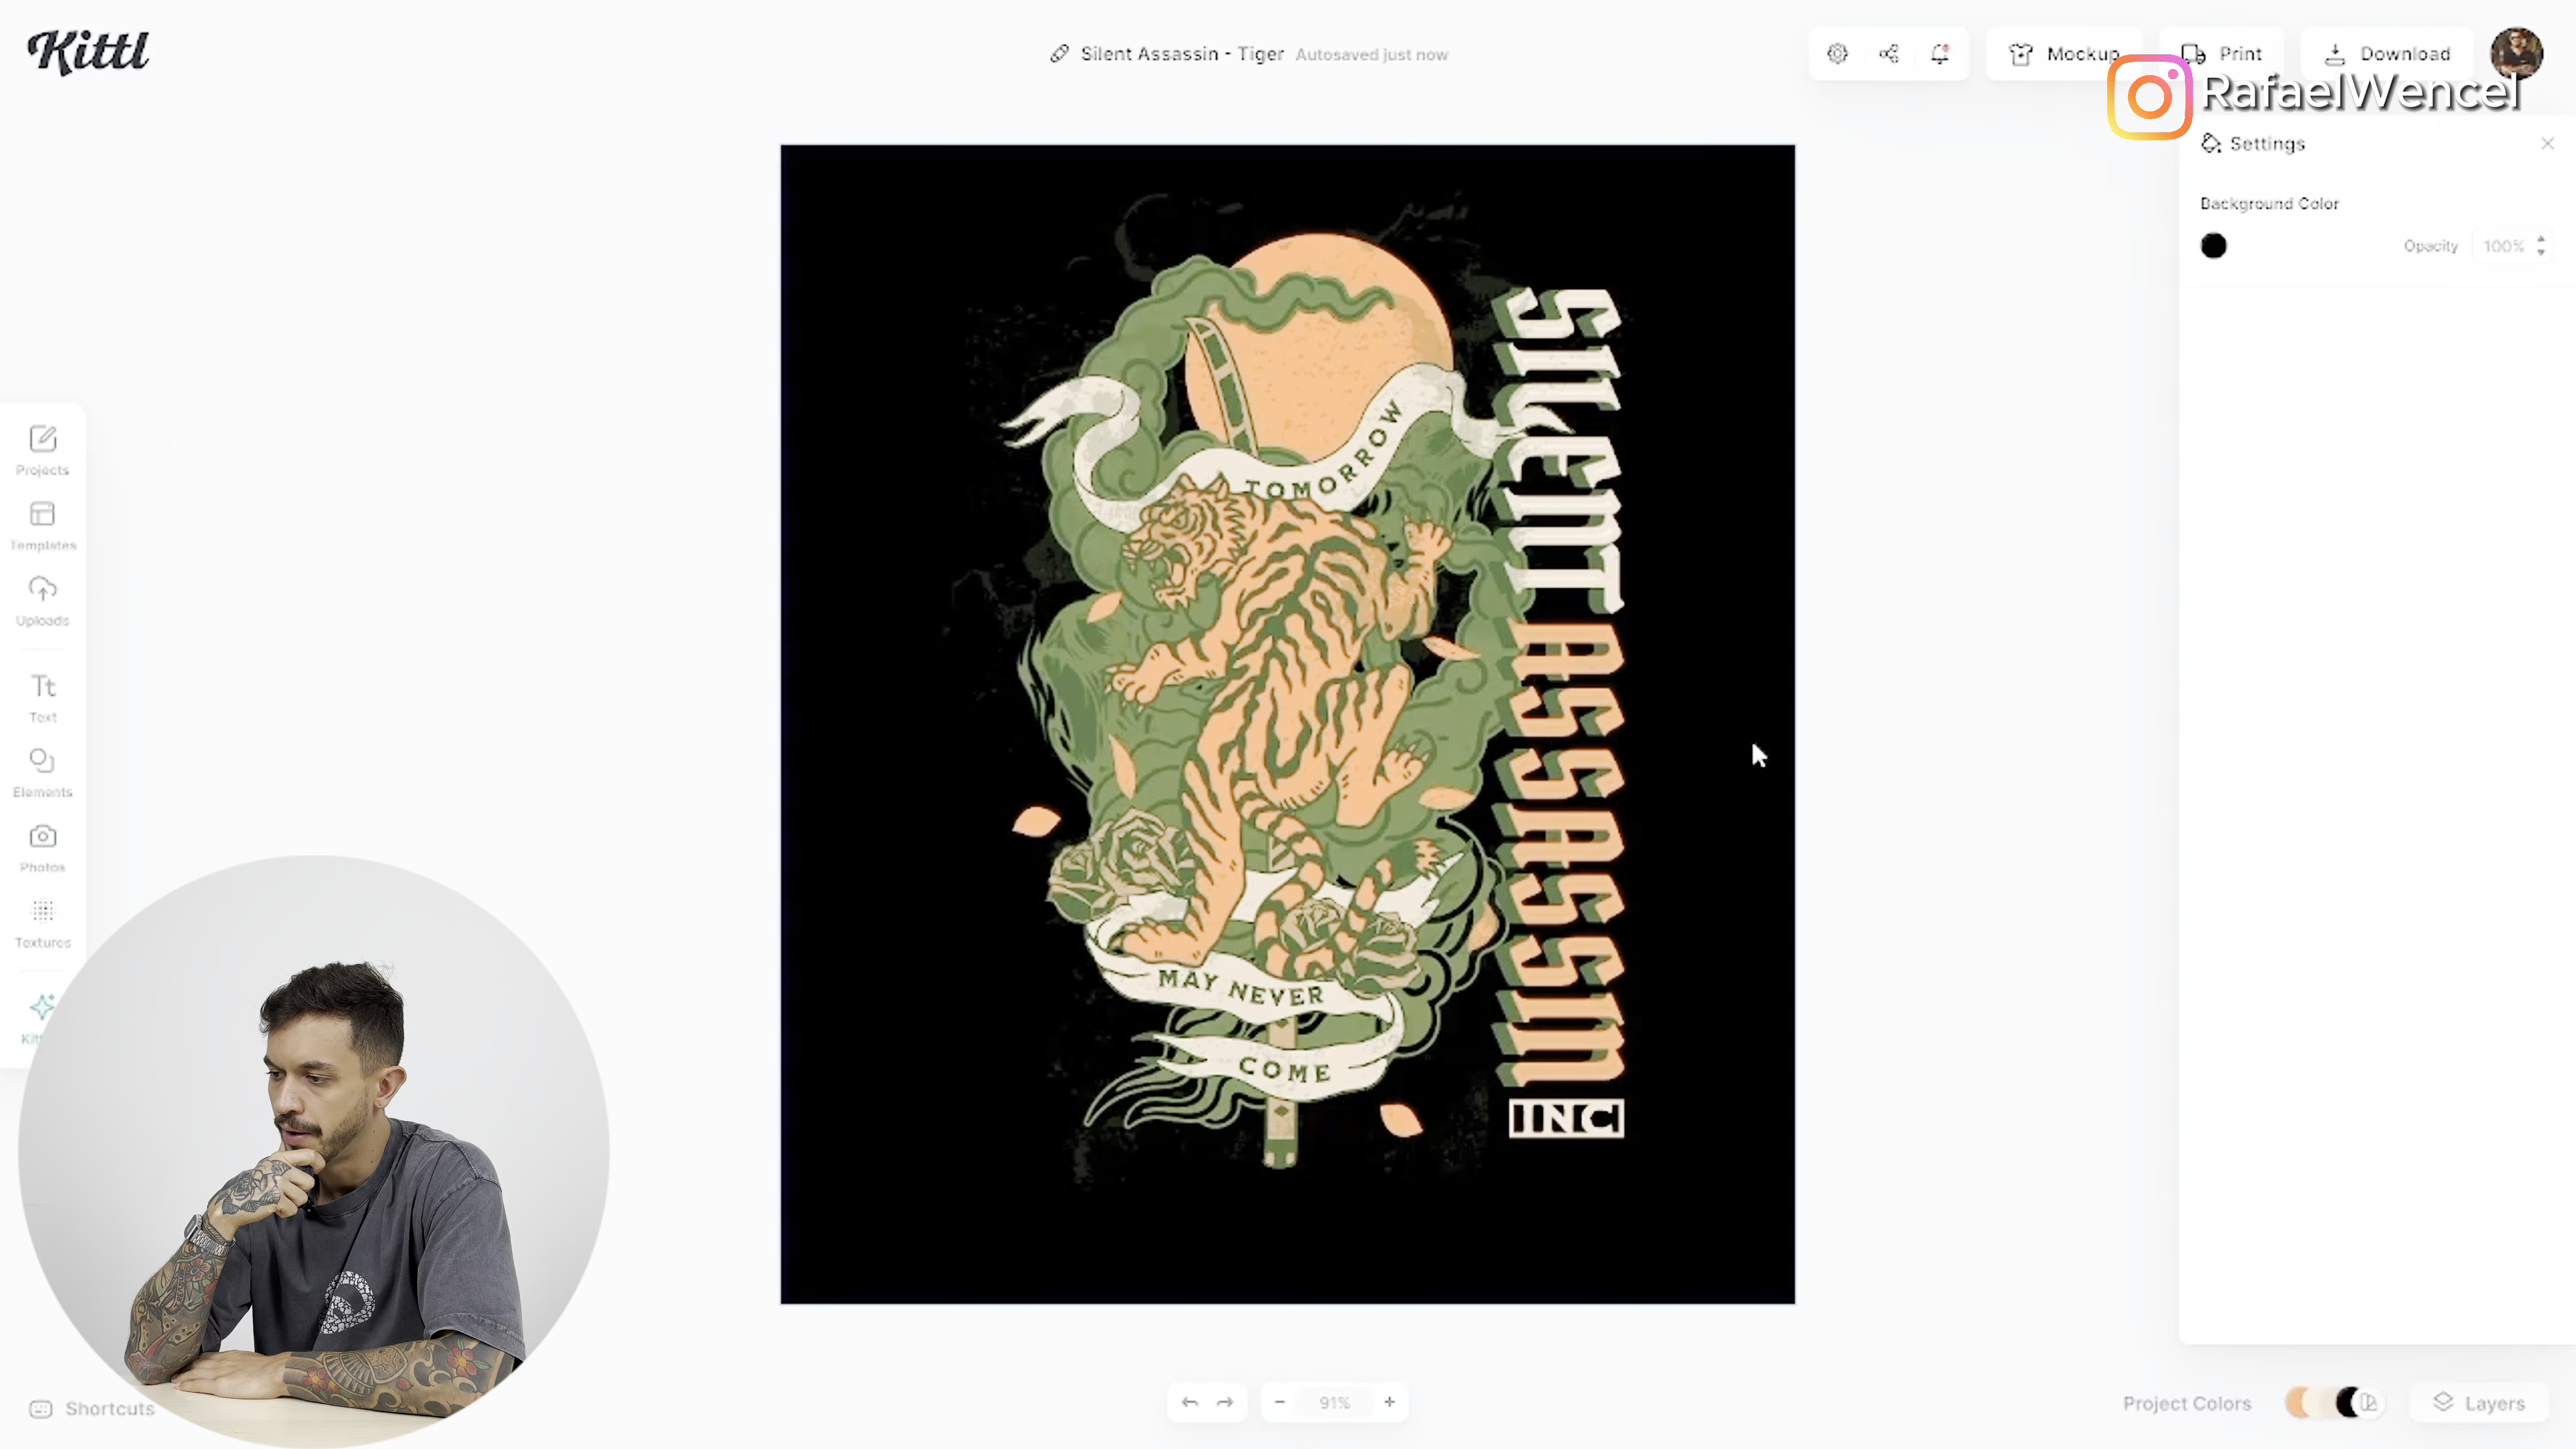 Kittl
Silent Assassin - Tiger Autosaved just now
Mockup
Print
Download
RafaelWencel
Settings
Background Color
Opacity 100%
Projects
Templates
Uploads
Text
Elements
Photos
Textures
TOMORROW
MAY NEVER
COME
SILENT ASSASSIN
INC
Shortcuts
91%
Project Colors
Layers